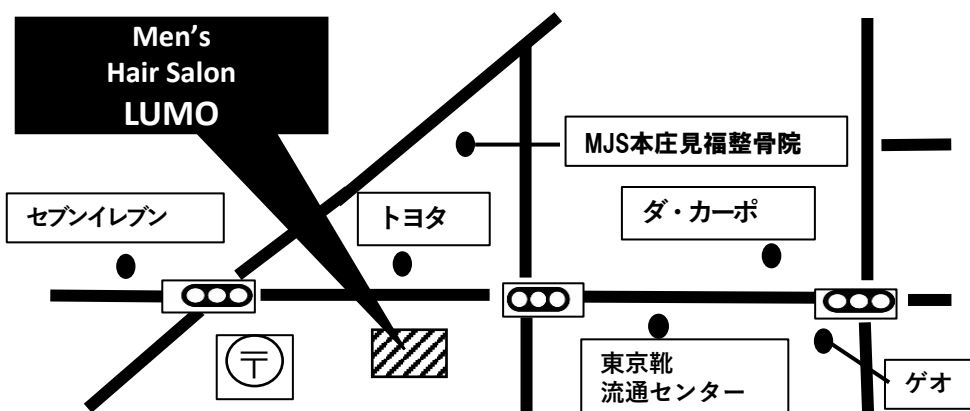 Men's
Hair Salon
LUMO
MJS本庄見福整骨院
セブンイレブン
トヨタ
ダ・カーポ
〒
東京靴
流通センター
ゲオ